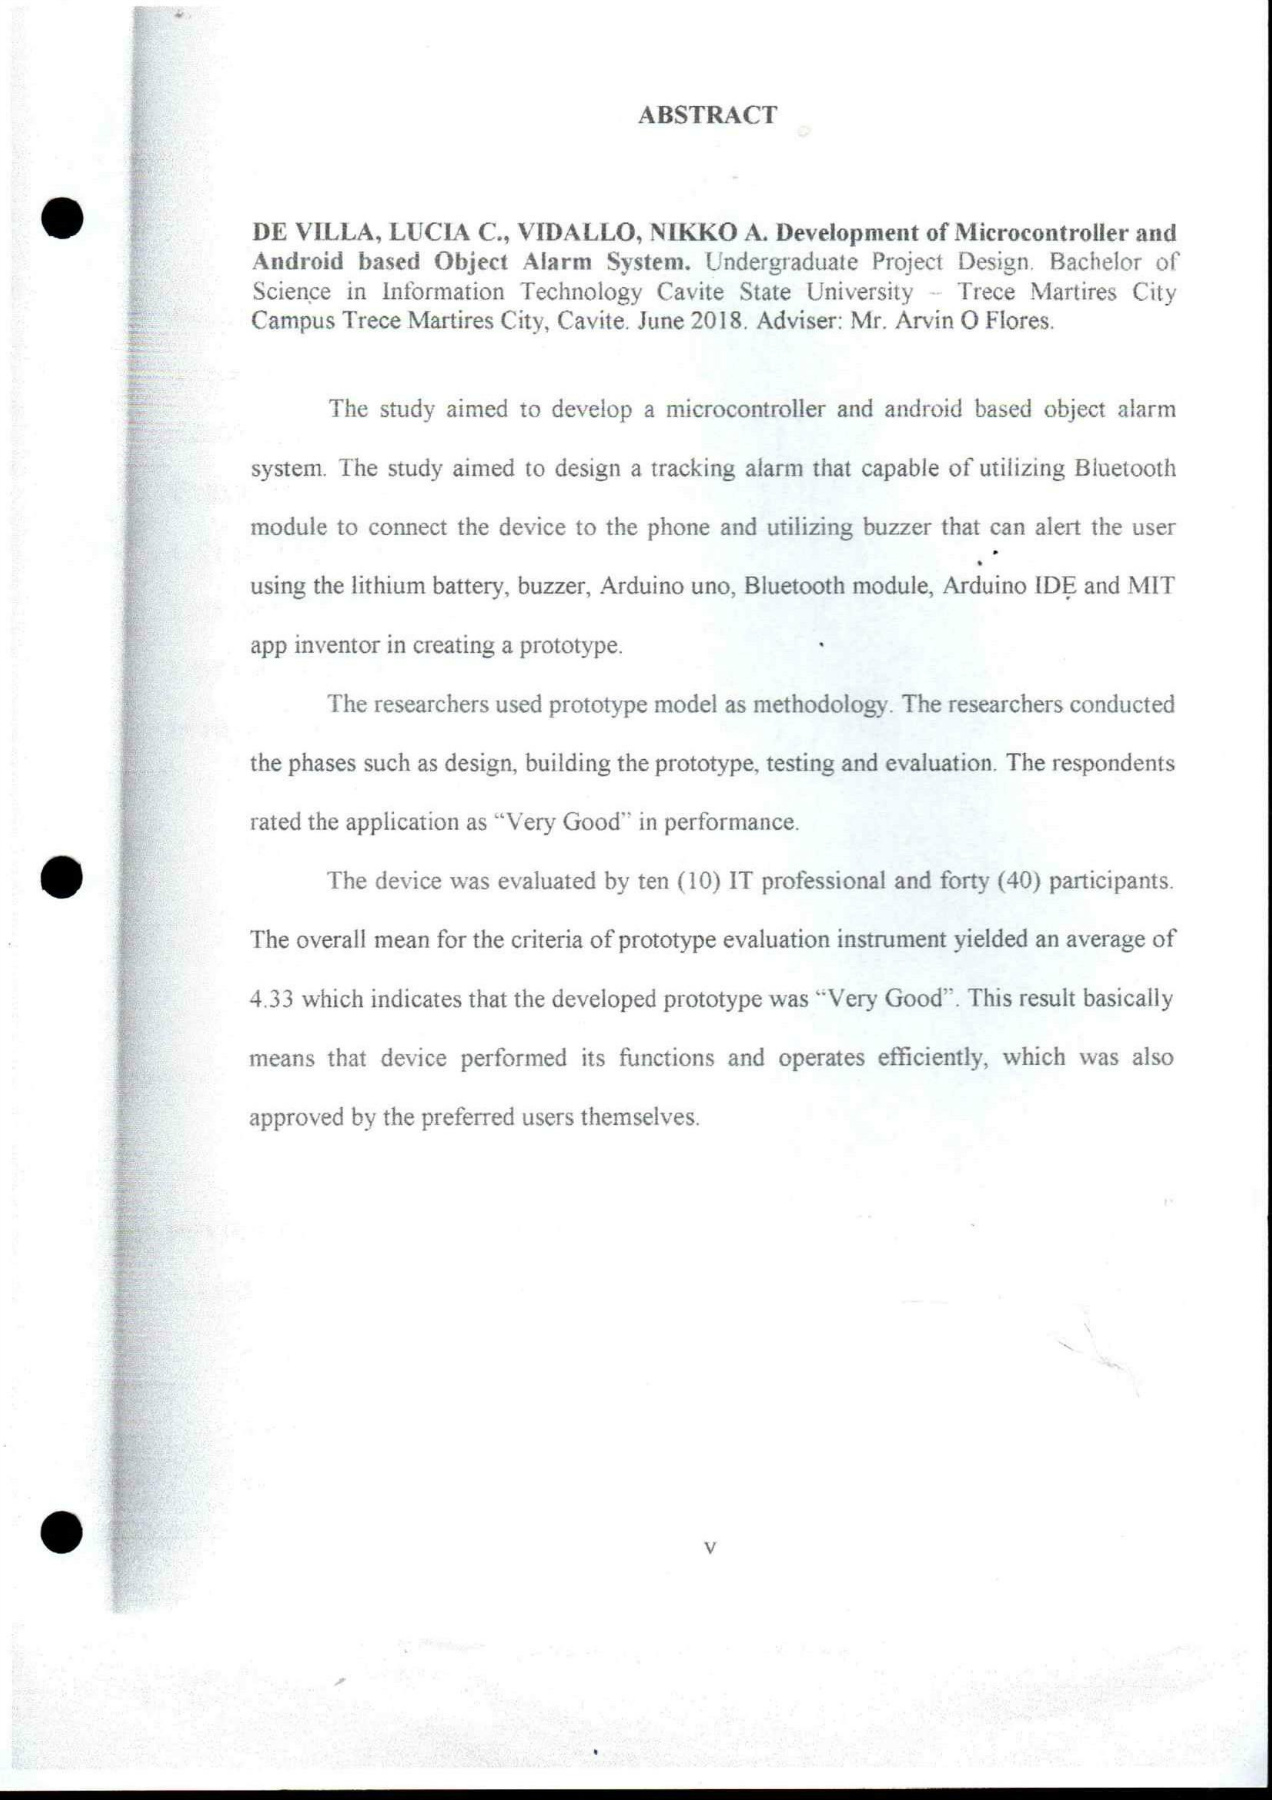 ABSTRACT
DE VILLA, LUCIA C., VIDALLO, NIKKO A. Development of Microcontroller and
Android based Object Alarm System. Undergraduate Project Design. Bachelor of
Science in Information Technology Cavite State University – Trece Martires City
Campus Trece Martires City, Cavite. June 2018. Adviser: Mr. Arvin O Flores.
The study aimed to develop a microcontroller and android based object alarm
system. The study aimed to design a tracking alarm that capable of utilizing Bluetooth
module to connect the device to the phone and utilizing buzzer that can alert the user
using the lithium battery, buzzer, Arduino uno, Bluetooth module, Arduino IDE and MIT
app inventor in creating a prototype.
The researchers used prototype model as methodology. The researchers conducted
the phases such as design, building the prototype, testing and evaluation. The respondents
rated the application as “Very Good” in performance.
The device was evaluated by ten (10) IT professional and forty (40) participants.
The overall mean for the criteria of prototype evaluation instrument yielded an average of
4.33 which indicates that the developed prototype was “Very Good”. This result basically
means that device performed its functions and operates efficiently, which was also
approved by the preferred users themselves.
v